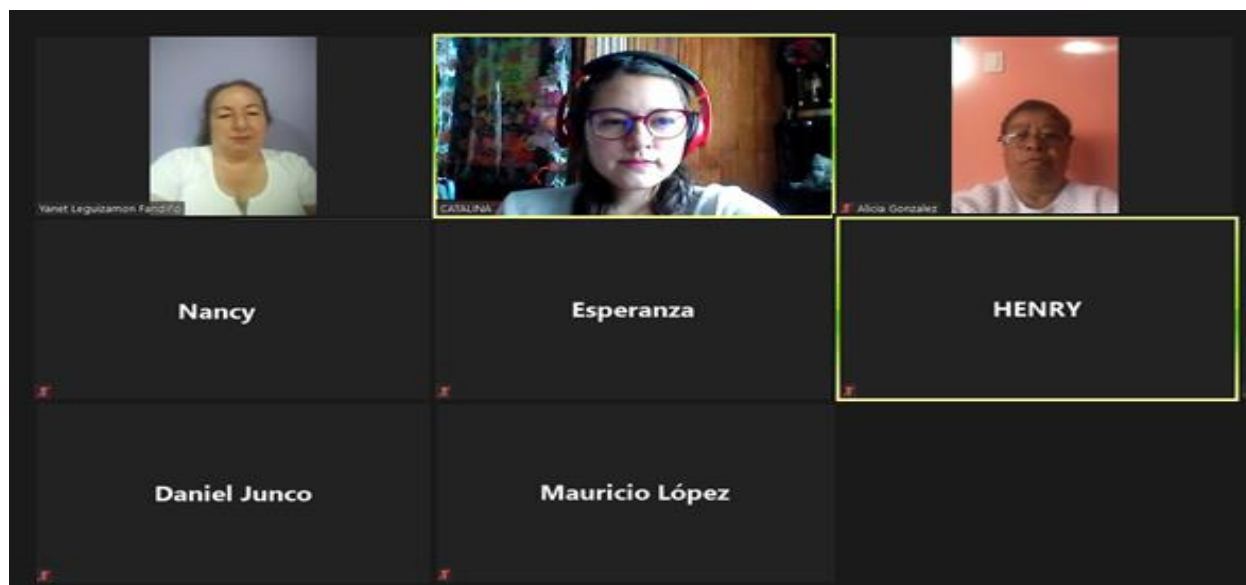 Yanet Leguizamon Fandiño
CATALINA
Alicia Gonzalez
Nancy
Esperanza
HENRY
Daniel Junco
Mauricio López